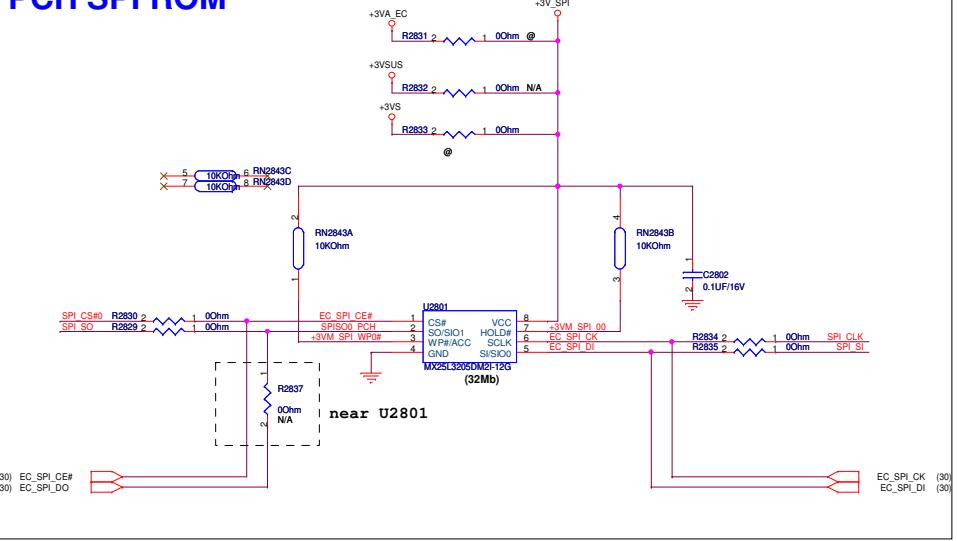 PCH SPI ROM
+3VA_EC
+3V_SPI
R2831 2 1 0Ohm @
+3VSUS
R2832 2 1 0Ohm N/A
+3VS
R2833 2 1 0Ohm
@
5 10KOhm 6 RN2843C
7 10KOhm 8 RN2843D
2 4
RN2843A RN2843B
10KOhm 10KOhm
1 3
1 C2802
2 0.1UF/16V
U2801
SPI_CS#0 R2830 2 1 0Ohm EC_SPI_CE# 1 CS# VCC 8
SPI_SO R2829 2 1 0Ohm SPISO0_PCH 2 SO/SIO1 HOLD# 7 +3VM_SPI_00
+3VM_SPI_WP0# 3 WP#/ACC SCLK 6 EC_SPI_CK R2834 2 1 0Ohm SPI_CLK
4 GND SI/SIO0 5 EC_SPI_DI R2835 2 1 0Ohm SPI_SI
MX25L3205DM2I-12G
(32Mb)
1
R2837
0Ohm
N/A
2
near U2801
30) EC_SPI_CE# EC_SPI_CK (30)
30) EC_SPI_DO EC_SPI_DI (30)